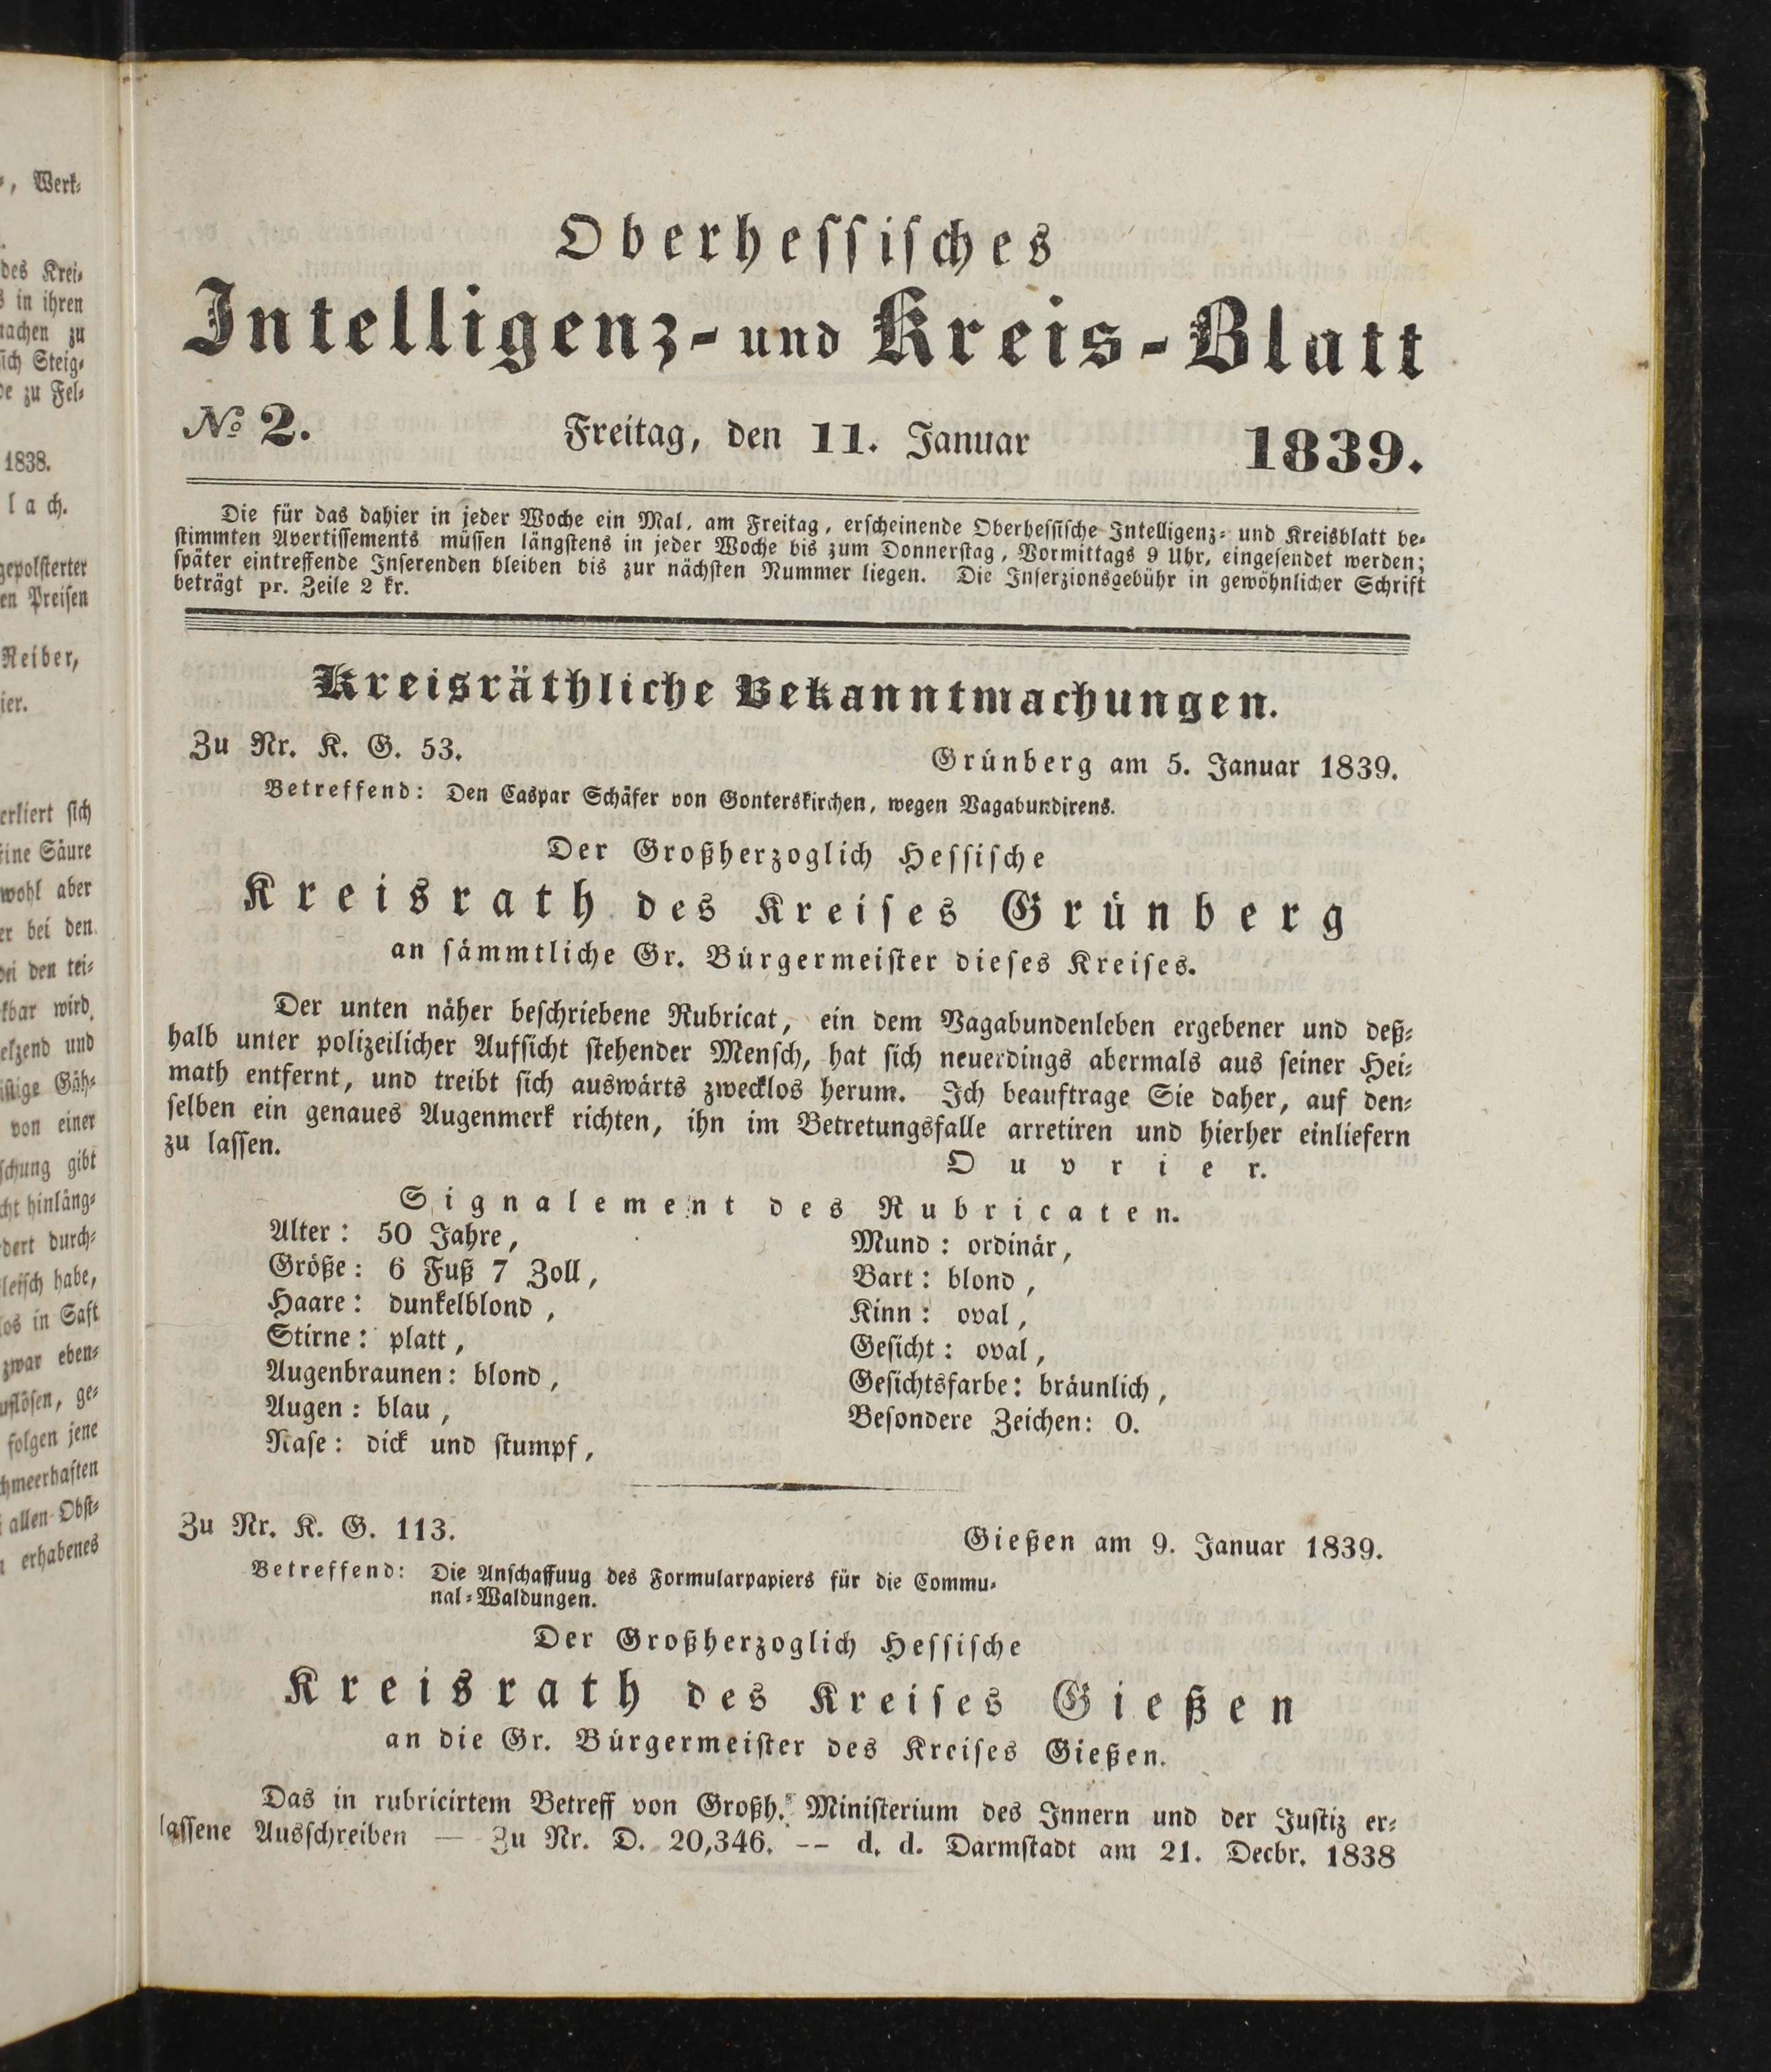 Oberhessisches
Intelligenz- und Kreis-Blatt
No 2.
Freitag, den 11. Januar
1839.
Die für das dahier in jeder Woche ein Mal, am Freitag, erscheinende Oberhessische Intelligenz- und Kreisblatt be-
stimmten Avertissements müssen längstens in jeder Woche bis zum Donnerstag, Vormittags 9 Uhr, eingesendet werden;
später eintreffende Inserenden bleiben bis zur nächsten Nummer liegen. Die Inserzionsgebühr in gewöhnlicher Schrift
beträgt pr. Zeile 2 kr.
Kreisräthliche Bekanntmachungen.
Zu Nr. K. G. 53.
Grünberg am 5. Januar 1839.
Betreffend: Den Caspar Schäfer von Gonterskirchen, wegen Vagabundirens.
Der Großherzoglich Hessische
Kreisrath des Kreises Grünberg
an sämmtliche Gr. Bürgermeister dieses Kreises.
Der unten näher beschriebene Rubricat, ein dem Vagabundenleben ergebener und deß-
halb unter polizeilicher Aufsicht stehender Mensch, hat sich neuerdings abermals aus seiner Hei-
math entfernt, und treibt sich auswärts zwecklos herum. Ich beauftrage Sie daher, auf den-
selben ein genaues Augenmerk richten, ihn im Betretungsfalle arretiren und hierher einliefern
zu lassen.
Ouvrier.
Signalement des Rubricaten.
Alter: 50 Jahre,
Größe: 6 Fuß 7 Zoll,
Haare: dunkelblond,
Stirne: platt,
Augenbraunen: blond,
Augen: blau,
Nase: dick und stumpf,
Mund: ordinär,
Bart: blond,
Kinn: oval,
Gesicht: oval,
Gesichtsfarbe: bräunlich,
Besondere Zeichen: 0.
Zu Nr. K. G. 113.
Gießen am 9. Januar 1839.
Betreffend: Die Anschaffuug des Formularpapiers für die Commu-
nal-Waldungen.
Der Großherzoglich Hessische
Kreisrath des Kreises Gießen
an die Gr. Bürgermeister des Kreises Gießen.
Das in rubricirtem Betreff von Großh. Ministerium des Innern und der Justiz er-
lassene Ausschreiben — Zu Nr. D. 20,346. -- d. d. Darmstadt am 21. Decbr. 1838